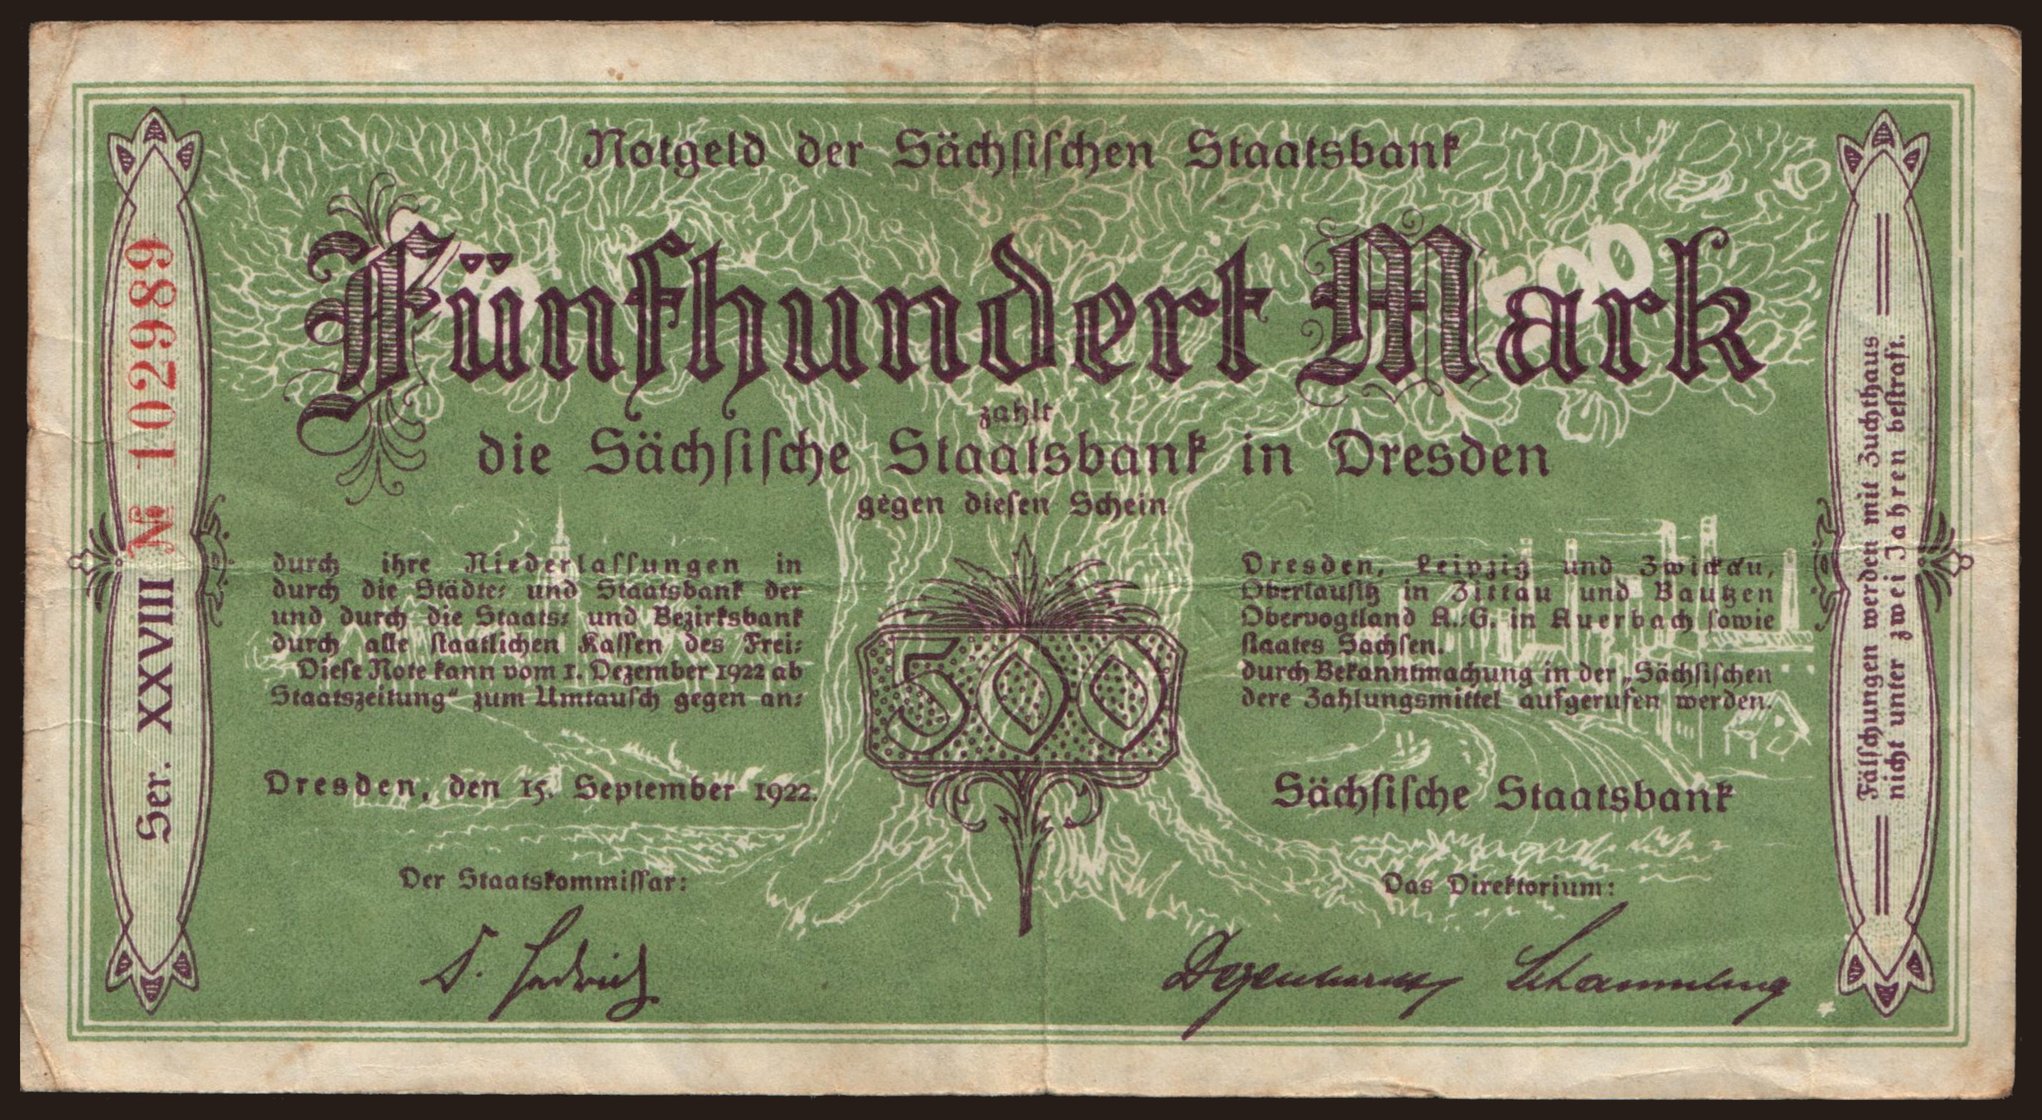 Notgeld der Sächsischen Staatsbank
Fünfhundert Mark
500
zahlt
die Sächsische Staatsbank in Dresden
gegen diesen Schein
durch ihre Niederlassungen in Dresden, Leipzig und Zwickau,
durch die Städte- und Staatsbank der Oberlausitz in Zittau und Bautzen
und durch die Staats- und Bezirksbank Obervogtland A.-G. in Auerbach sowie
durch alle staatlichen Kassen des Frei- staates Sachsen.
Diese Note kann vom 1. Dezember 1922 ab durch Bekanntmachung in der „Sächsischen
Staatszeitung“ zum Umtausch gegen an- dere Zahlungsmittel aufgerufen werden.
500
Dresden, den 15. September 1922.
Sächsische Staatsbank
Der Staatskommissar:
Das Direktorium:
Degenhardt Schammling
Ser. XXVIII № 102989
Fälschungen werden mit Zuchthaus
nicht unter zwei Jahren bestraft.